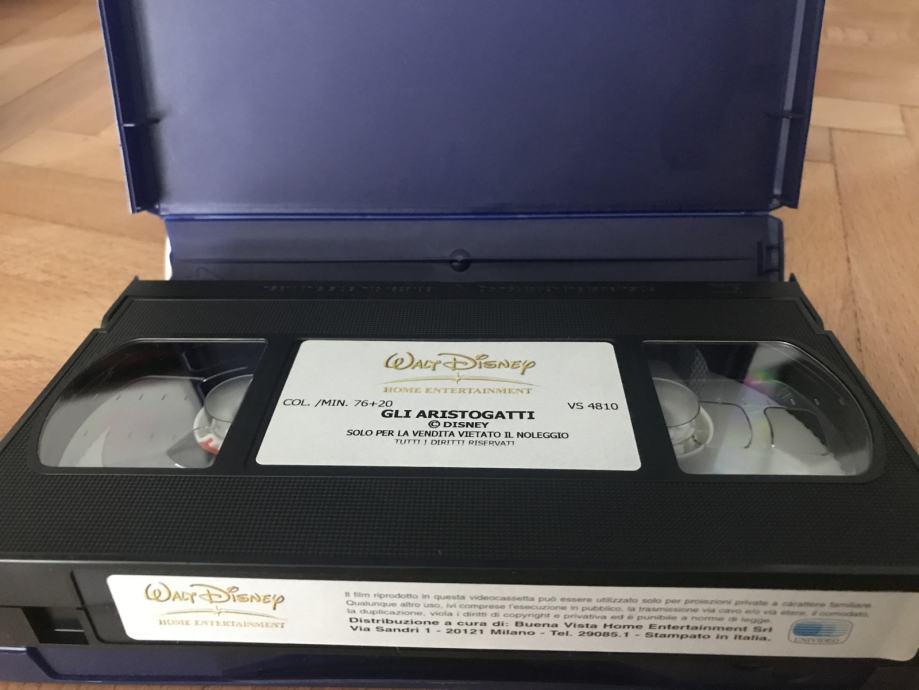 WALT DISNEY
HOME ENTERTAINMENT
COL. /MIN. 76+20
VS 4810
GLI ARISTOGATTI
© DISNEY
SOLO PER LA VENDITA VIETATO IL NOLEGGIO
TUTTI I DIRITTI RISERVATI
WALT DISNEY
HOME ENTERTAINMENT
Il film riprodotto in questa videocassetta può essere utilizzato solo per proiezioni private a carattere familiare.
Qualunque altro uso, ivi comprese l'esecuzione in pubblico, la trasmissione via cavo e/o via etere, il comodato,
la duplicazione, viola i diritti di copyright e privativa ed è punibile a norme di legge.
Distribuzione a cura di: Buena Vista Home Entertainment Srl
Via Sandri 1 - 20121 Milano - Tel. 29085.1 - Stampato in Italia.
UNIVIDEO